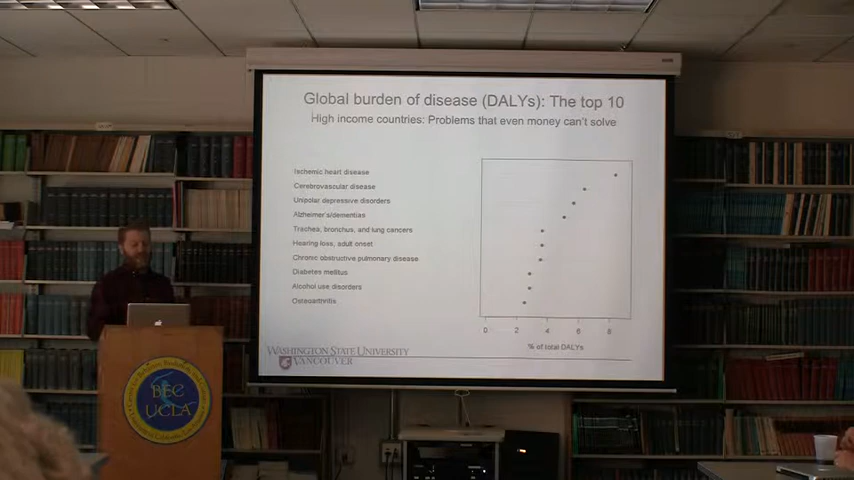 Global burden of disease (DALYs): The top 10
High income countries: Problems that even money can't solve
Ischemic heart disease
Cerebrovascular disease
Unipolar depressive disorders
Alzheimer's/dementias
Trachea, bronchus, and lung cancers
Hearing loss, adult onset
Chronic obstructive pulmonary disease
Diabetes mellitus
Alcohol use disorders
Osteoarthritis
0 2 4 6 8
% of total DALYs
WASHINGTON STATE UNIVERSITY
VANCOUVER
BEC
UCLA